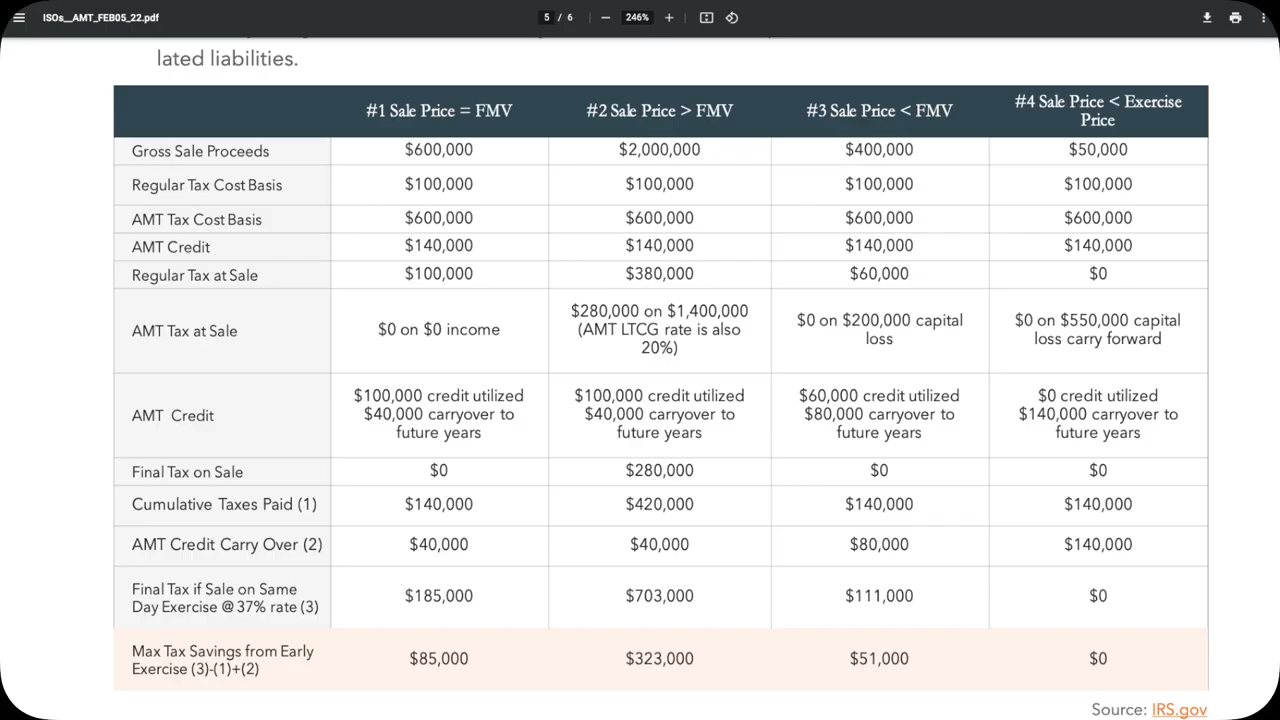 ISOs__AMT_FEB05_22.pdf
5 / 6
246%
lated liabilities.
#1 Sale Price = FMV
#2 Sale Price > FMV
#3 Sale Price < FMV
#4 Sale Price < Exercise
Price
Gross Sale Proceeds
$600,000
$2,000,000
$400,000
$50,000
Regular Tax Cost Basis
$100,000
$100,000
$100,000
$100,000
AMT Tax Cost Basis
$600,000
$600,000
$600,000
$600,000
AMT Credit
$140,000
$140,000
$140,000
$140,000
Regular Tax at Sale
$100,000
$380,000
$60,000
$0
AMT Tax at Sale
$0 on $0 income
$280,000 on $1,400,000
(AMT LTCG rate is also
20%)
$0 on $200,000 capital
loss
$0 on $550,000 capital
loss carry forward
AMT Credit
$100,000 credit utilized
$40,000 carryover to
future years
$100,000 credit utilized
$40,000 carryover to
future years
$60,000 credit utilized
$80,000 carryover to
future years
$0 credit utilized
$140,000 carryover to
future years
Final Tax on Sale
$0
$280,000
$0
$0
Cumulative Taxes Paid (1)
$140,000
$420,000
$140,000
$140,000
AMT Credit Carry Over (2)
$40,000
$40,000
$80,000
$140,000
Final Tax if Sale on Same
Day Exercise @ 37% rate (3)
$185,000
$703,000
$111,000
$0
Max Tax Savings from Early
Exercise (3)-(1)+(2)
$85,000
$323,000
$51,000
$0
Source: IRS.gov